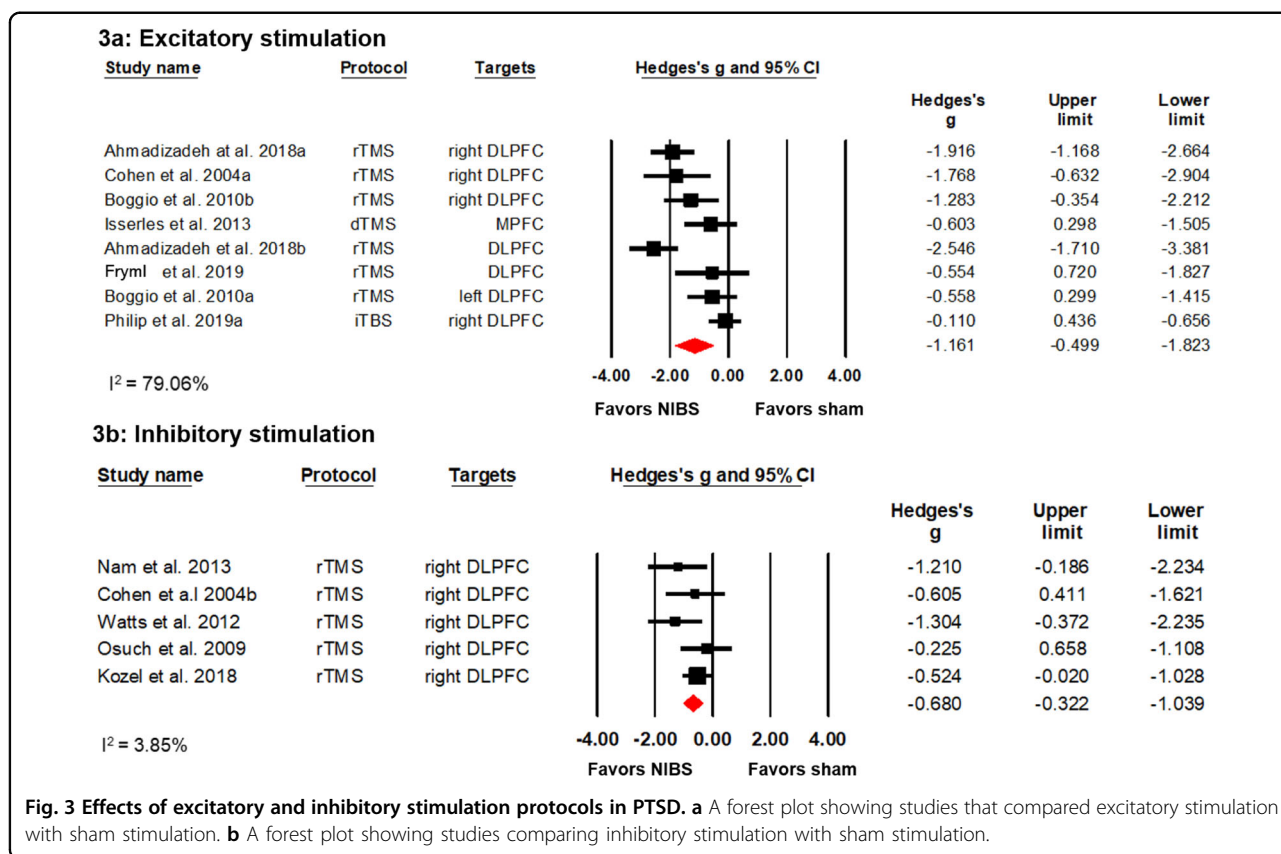 3a: Excitatory stimulation
Study name Protocol Targets Hedges's g and 95% CI
Hedges's g Upper limit Lower limit
Ahmadizadeh at al. 2018a rTMS right DLPFC -1.916 -1.168 -2.664
Cohen et al. 2004a rTMS right DLPFC -1.768 -0.632 -2.904
Boggio et al. 2010b rTMS right DLPFC -1.283 -0.354 -2.212
Isserles et al. 2013 dTMS MPFC -0.603 0.298 -1.505
Ahmadizadeh et al. 2018b rTMS DLPFC -2.546 -1.710 -3.381
Fryml et al. 2019 rTMS DLPFC -0.554 0.720 -1.827
Boggio et al. 2010a rTMS left DLPFC -0.558 0.299 -1.415
Philip et al. 2019a iTBS right DLPFC -0.110 0.436 -0.656
-1.161 -0.499 -1.823
I² = 79.06%
-4.00 -2.00 0.00 2.00 4.00
Favors NIBS Favors sham
3b: Inhibitory stimulation
Study name Protocol Targets Hedges's g and 95% CI
Hedges's g Upper limit Lower limit
Nam et al. 2013 rTMS right DLPFC -1.210 -0.186 -2.234
Cohen e a.l 2004b rTMS right DLPFC -0.605 0.411 -1.621
Watts et al. 2012 rTMS right DLPFC -1.304 -0.372 -2.235
Osuch et al. 2009 rTMS right DLPFC -0.225 0.658 -1.108
Kozel et al. 2018 rTMS right DLPFC -0.524 -0.020 -1.028
-0.680 -0.322 -1.039
I² = 3.85%
-4.00 -2.00 0.00 2.00 4.00
Favors NIBS Favors sham
Fig. 3 Effects of excitatory and inhibitory stimulation protocols in PTSD. a A forest plot showing studies that compared excitatory stimulation
with sham stimulation. b A forest plot showing studies comparing inhibitory stimulation with sham stimulation.